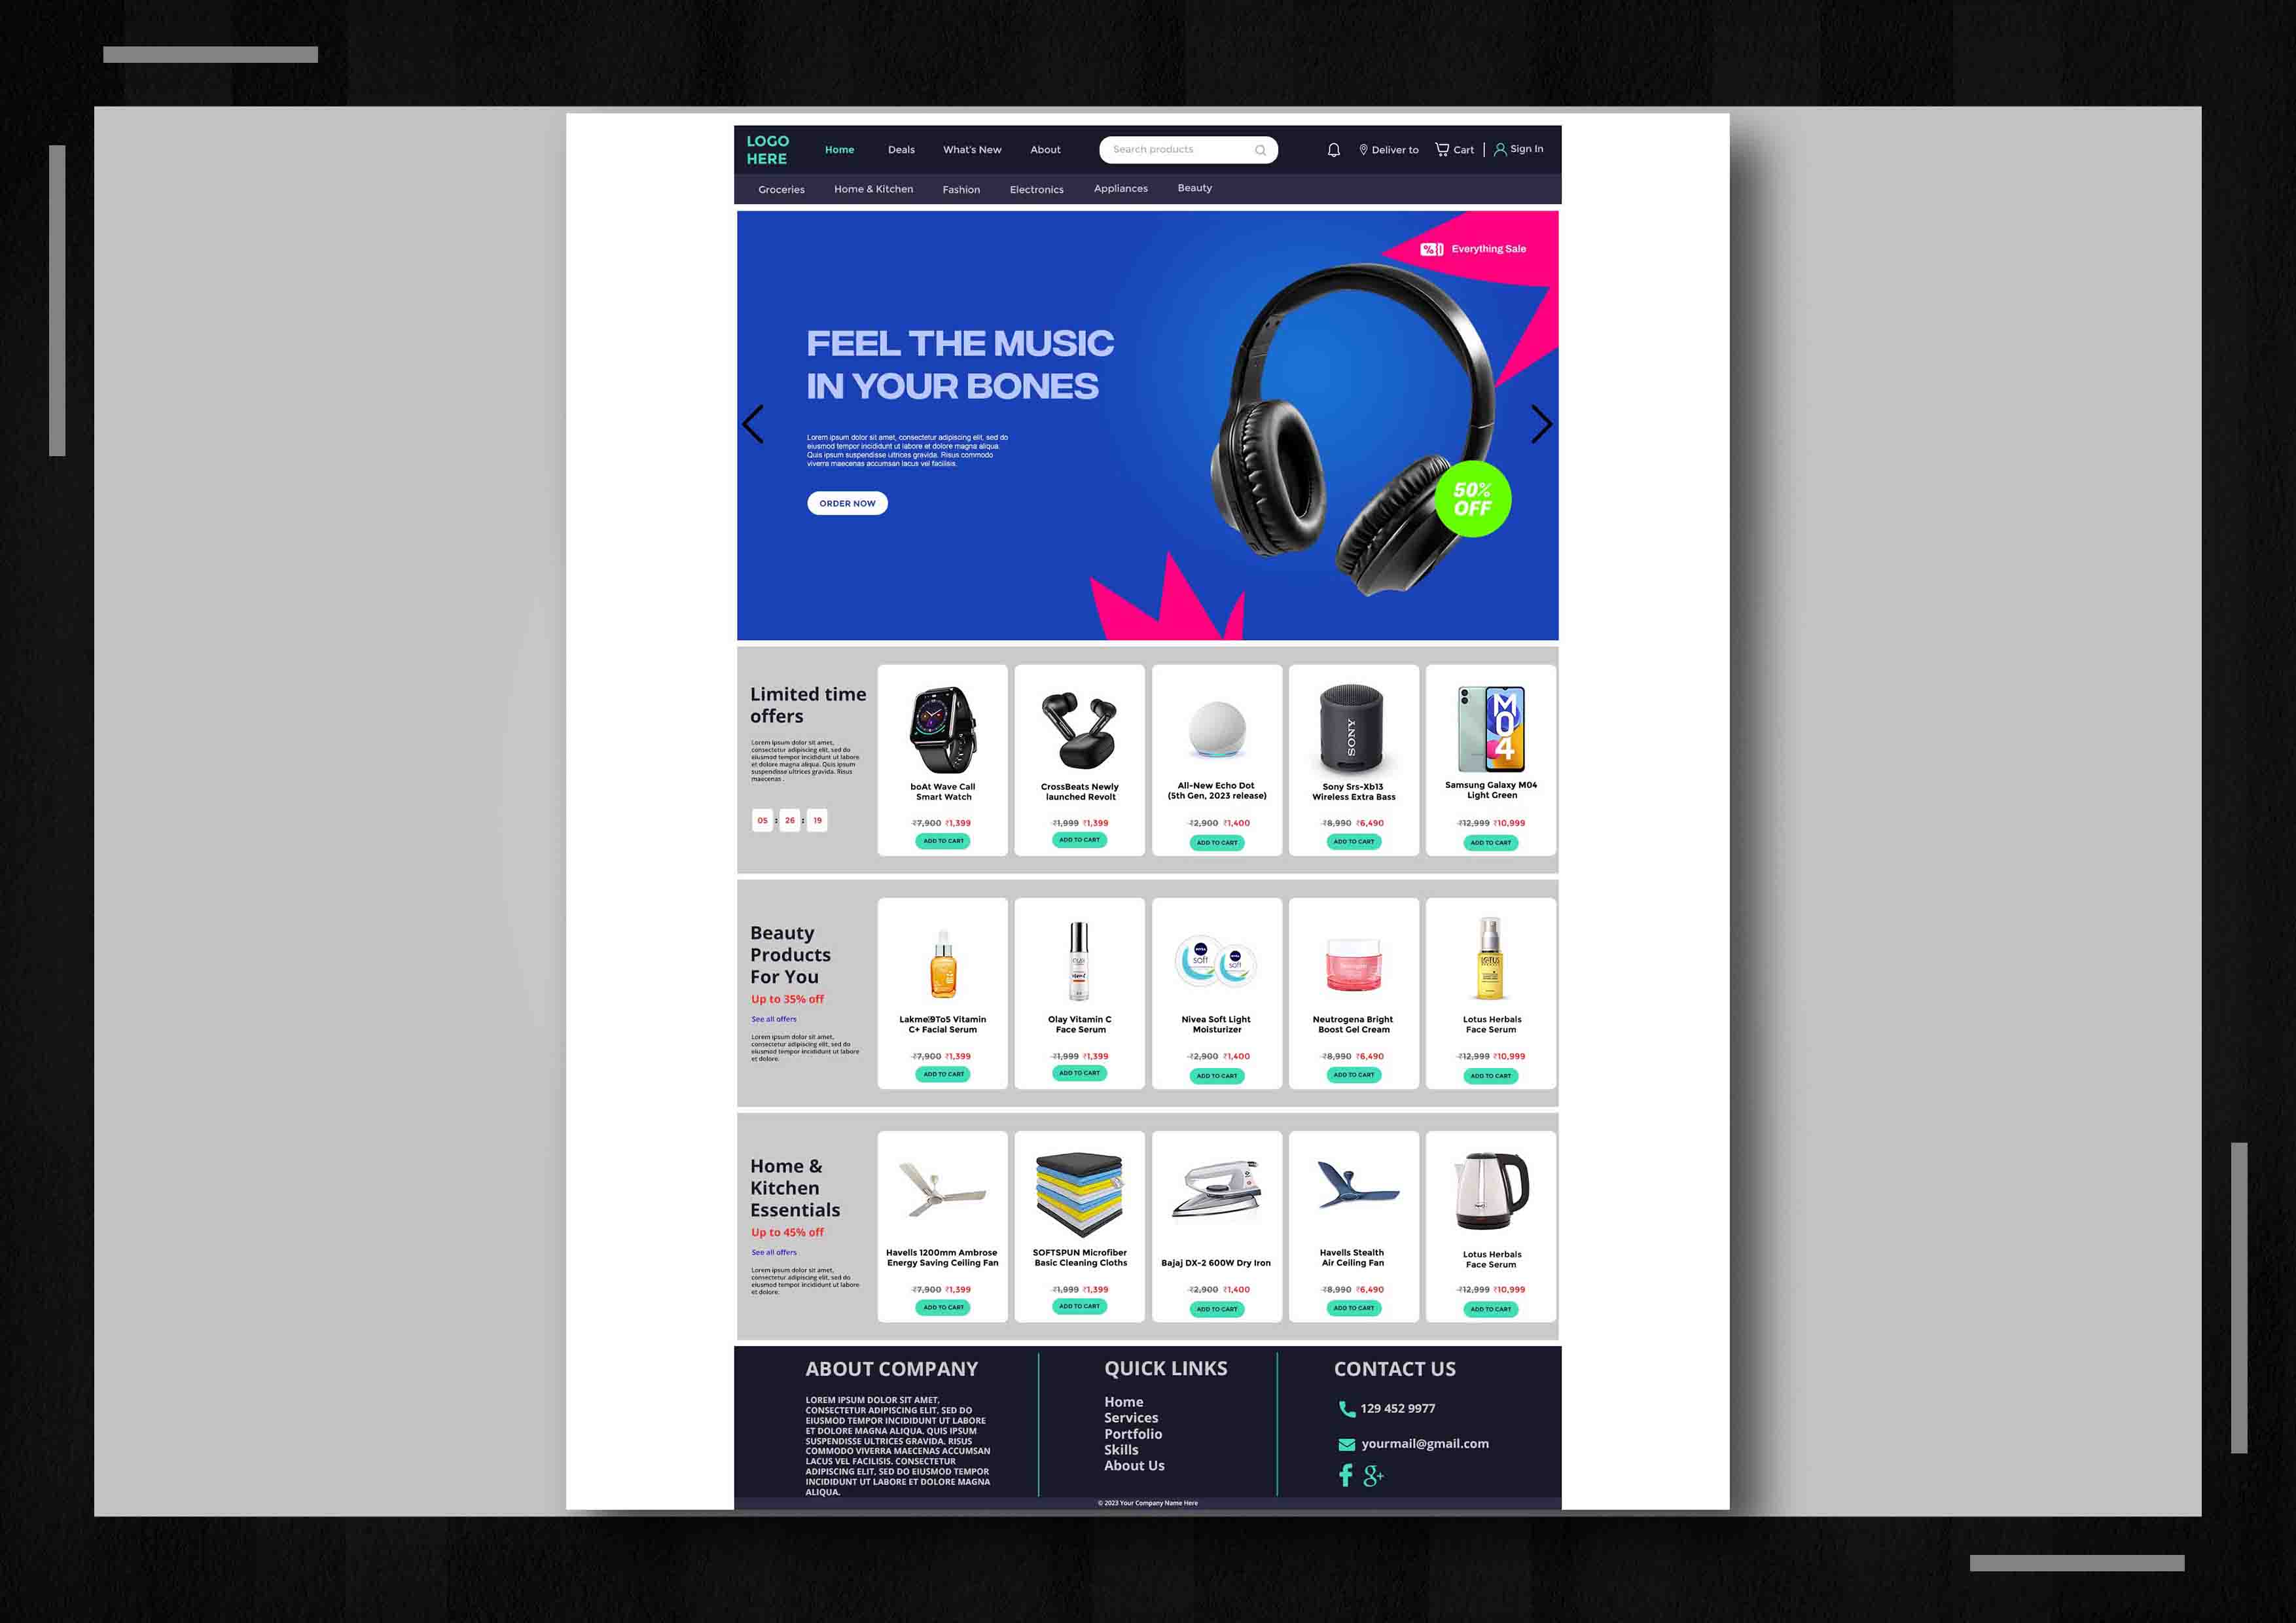 LOGO
HERE
Home
Deals
What's New
About
Search products
Deliver to
Cart
Sign In
Groceries
Home & Kitchen
Fashion
Electronics
Appliances
Beauty
% Everything Sale
FEEL THE MUSIC
IN YOUR BONES
Lorem ipsum dolor sit amet, consectetur adipiscing elit, sed do
eiusmod tempor incididunt ut labore et dolore magna aliqua.
Quis ipsum suspendisse ultrices gravida. Risus commodo
viverra maecenas accumsan lacus vel facilisis.
ORDER NOW
50%
OFF
Limited time
offers
Lorem ipsum dolor sit amet,
consectetur adipiscing elit, sed do
eiusmod tempor incididunt ut labore
et dolore magna aliqua. Quis ipsum
suspendisse ultrices gravida. Risus
maecenas .
05 : 26 : 19
boAt Wave Call
Smart Watch
₹7,900 ₹1,399
ADD TO CART
CrossBeats Newly
launched Revolt
₹1,999 ₹1,399
ADD TO CART
All-New Echo Dot
(5th Gen, 2023 release)
₹2,900 ₹1,400
ADD TO CART
SONY
Sony Srs-Xb13
Wireless Extra Bass
₹8,990 ₹6,490
ADD TO CART
M
0
4
Samsung Galaxy M04
Light Green
₹12,999 ₹10,999
ADD TO CART
Beauty
Products
For You
Up to 35% off
See all offers
Lorem ipsum dolor sit amet,
consectetur adipiscing elit, sed do
eiusmod tempor incididunt ut labore
et dolore.
Lakme 9To5 Vitamin
C+ Facial Serum
₹7,900 ₹1,399
ADD TO CART
OLAY
Olay Vitamin C
Face Serum
₹1,999 ₹1,399
ADD TO CART
NIVEA
soft
NIVEA
soft
Nivea Soft Light
Moisturizer
₹2,900 ₹1,400
ADD TO CART
Neutrogena Bright
Boost Gel Cream
₹8,990 ₹6,490
ADD TO CART
LOTUS
Lotus Herbals
Face Serum
₹12,999 ₹10,999
ADD TO CART
Home &
Kitchen
Essentials
Up to 45% off
See all offers
Lorem ipsum dolor sit amet,
consectetur adipiscing elit, sed do
eiusmod tempor incididunt ut labore
et dolore.
Havells 1200mm Ambrose
Energy Saving Ceiling Fan
₹7,900 ₹1,399
ADD TO CART
SOFTSPUN Microfiber
Basic Cleaning Cloths
₹1,999 ₹1,399
ADD TO CART
Bajaj DX-2 600W Dry Iron
₹2,900 ₹1,400
ADD TO CART
Havells Stealth
Air Ceiling Fan
₹8,990 ₹6,490
ADD TO CART
Lotus Herbals
Face Serum
₹12,999 ₹10,999
ADD TO CART
ABOUT COMPANY
LOREM IPSUM DOLOR SIT AMET,
CONSECTETUR ADIPISCING ELIT, SED DO
EIUSMOD TEMPOR INCIDIDUNT UT LABORE
ET DOLORE MAGNA ALIQUA. QUIS IPSUM
SUSPENDISSE ULTRICES GRAVIDA. RISUS
COMMODO VIVERRA MAECENAS ACCUMSAN
LACUS VEL FACILISIS. CONSECTETUR
ADIPISCING ELIT, SED DO EIUSMOD TEMPOR
INCIDIDUNT UT LABORE ET DOLORE MAGNA
ALIQUA.
QUICK LINKS
Home
Services
Portfolio
Skills
About Us
CONTACT US
129 452 9977
yourmail@gmail.com
f g+
© 2023 Your Company Name Here